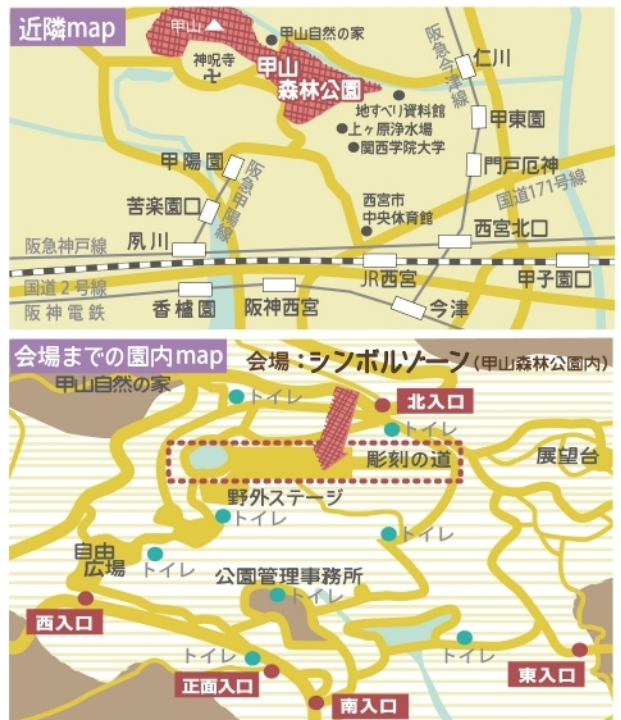 近隣map
甲山
甲山自然の家
神呪寺
甲山
森林公園
阪急今津線
仁川
地すべり資料館
上ヶ原浄水場
関西学院大学
甲東園
門戸厄神
甲陽園
阪急甲陽線
国道171号線
苦楽園口
西宮市
中央体育館
夙川
西宮北口
阪急神戸線
JR西宮
甲子園口
国道2号線
香櫨園
阪神西宮
今津
阪神電鉄
会場までの園内map
会場：シンボルゾーン（甲山森林公園内）
甲山自然の家
トイレ
北入口
トイレ
彫刻の道
展望台
野外ステージ
トイレ
トイレ
自由
広場
トイレ
公園管理事務所
トイレ
西入口
トイレ
トイレ
正面入口
東入口
南入口